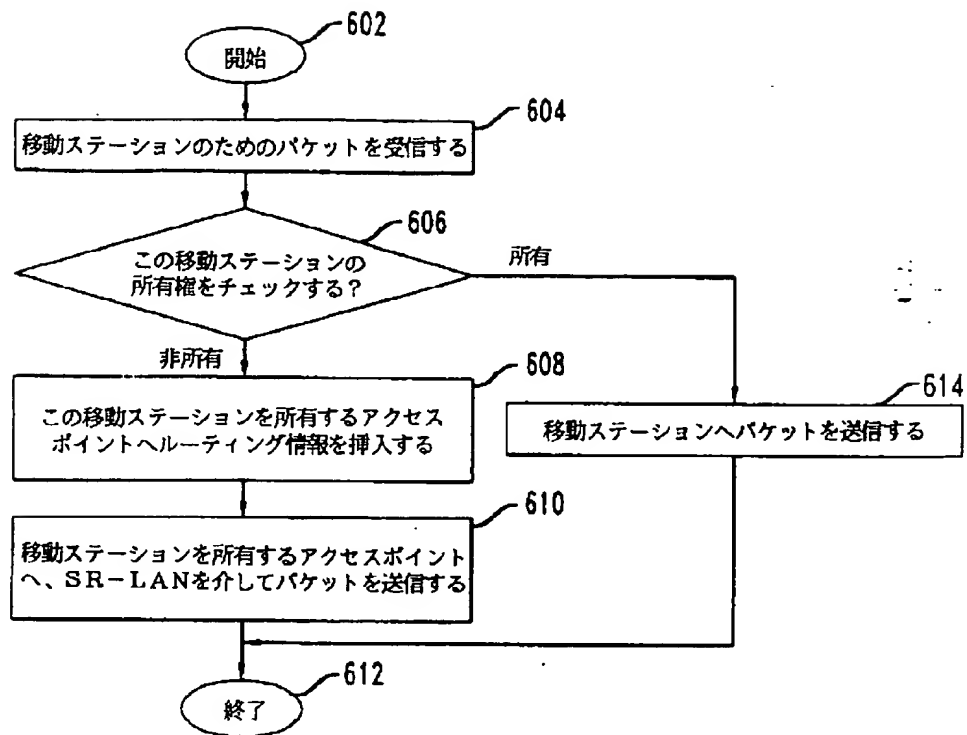 602
開始
604
移動ステーションのためのパケットを受信する
606
この移動ステーションの
所有権をチェックする?
所有
非所有
608
この移動ステーションを所有するアクセス
ポイントへルーティング情報を挿入する
614
移動ステーションへパケットを送信する
610
移動ステーションを所有するアクセスポイント
へ、SR-LANを介してパケットを送信する
612
終了